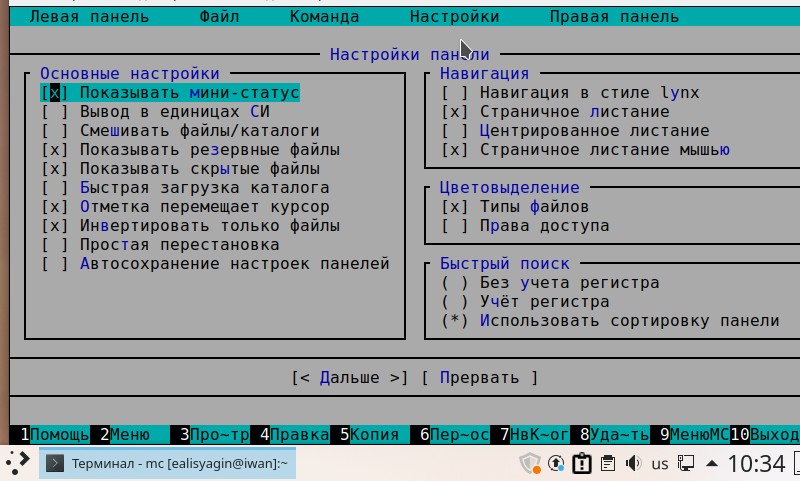 Левая панель Файл Команда Настройки Правая панель
Настройки панели
Основные настройки
[x] Показывать мини-статус
[ ] Вывод в единицах СИ
[ ] Смешивать файлы/каталоги
[x] Показывать резервные файлы
[x] Показывать скрытые файлы
[ ] Быстрая загрузка каталога
[x] Отметка перемещает курсор
[x] Инвертировать только файлы
[ ] Простая перестановка
[ ] Автосохранение настроек панелей
Навигация
[ ] Навигация в стиле lynx
[x] Страничное листание
[ ] Центрированное листание
[x] Страничное листание мышью
Цветовыделение
[x] Типы файлов
[ ] Права доступа
Быстрый поиск
( ) Без учета регистра
( ) Учёт регистра
(*) Использовать сортировку панели
[< Дальше >] [ Прервать ]
1Помощь 2Меню 3Про~тр 4Правка 5Копия 6Пер~ос 7НвК~ог 8Уда~ть 9МенюMC 10Выход
Терминал - mc [ealisyagin@iwan]:~ us 10:34